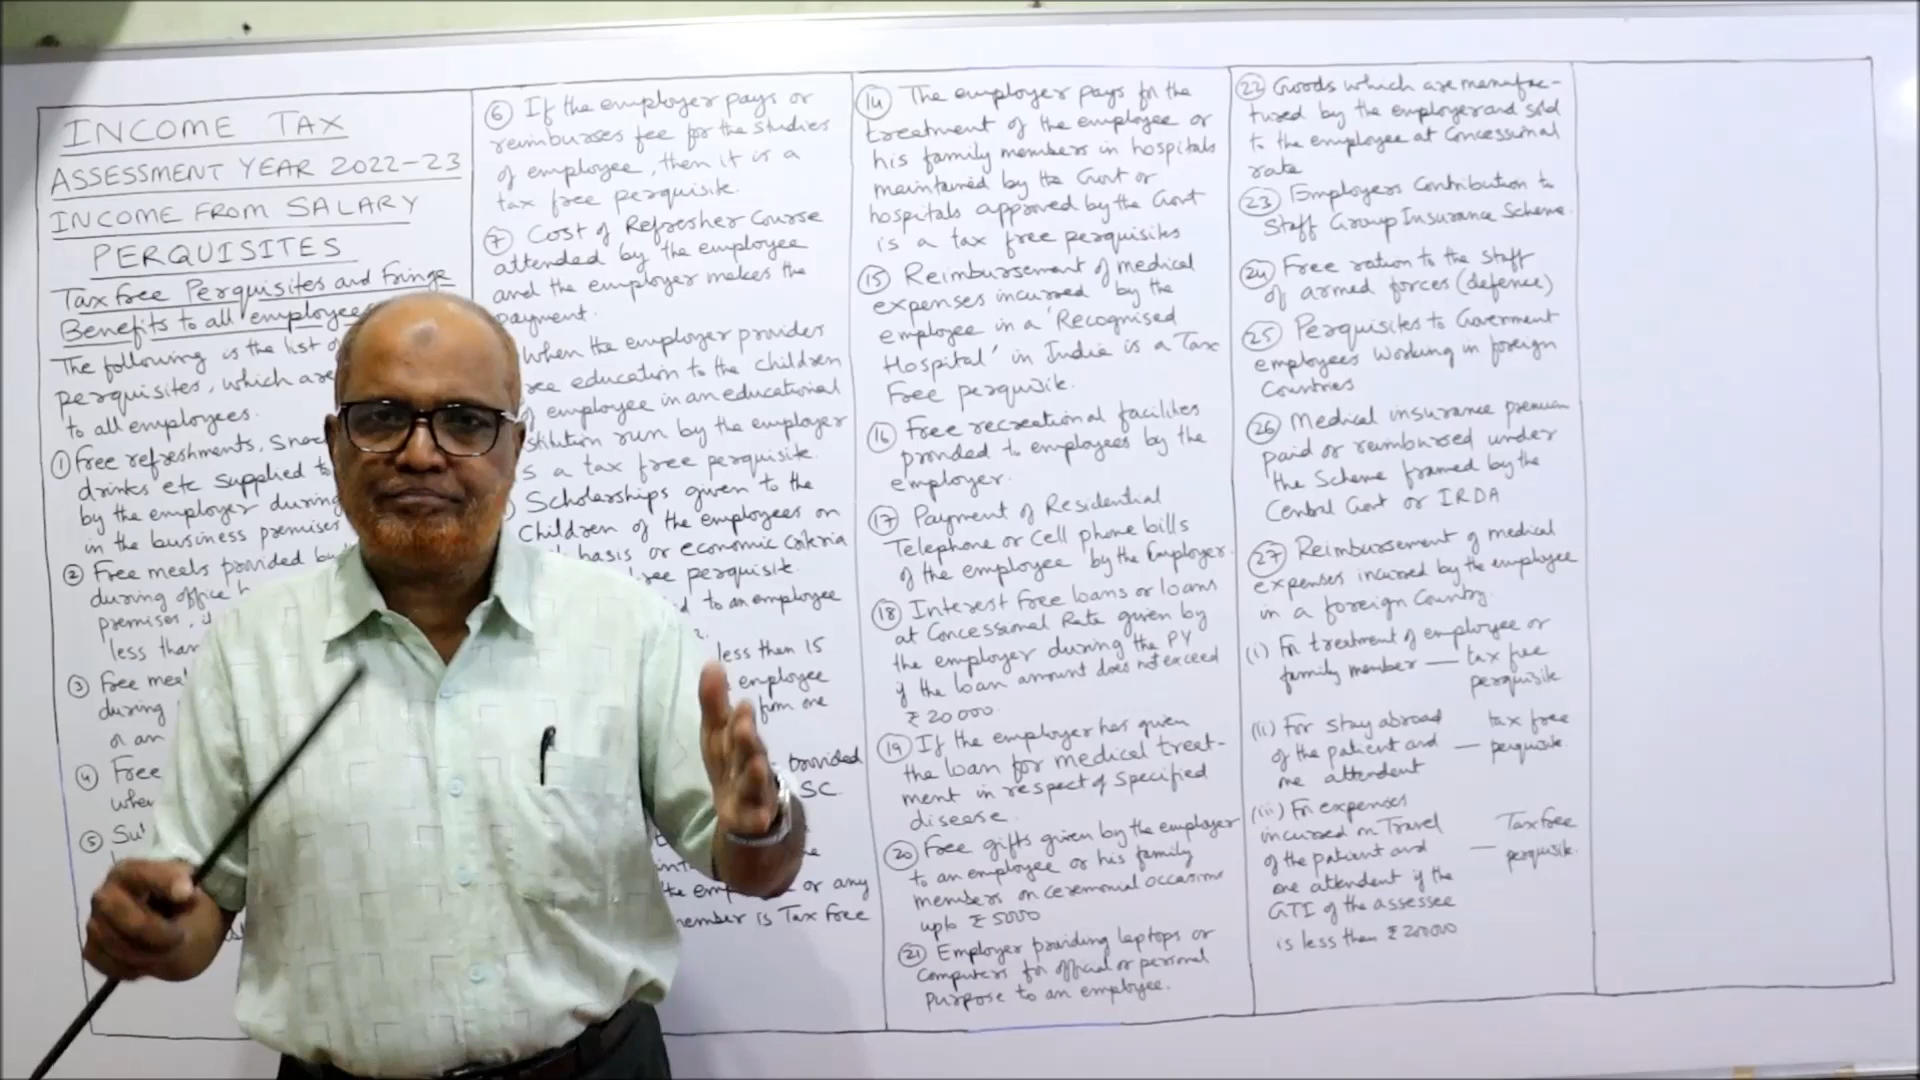 INCOME TAX
ASSESSMENT YEAR 2022-23
INCOME FROM SALARY
PERQUISITES
Tax free Perquisites and Fringe
Benefits to all employees
The following is the list of
perquisites, which are
to all employees.
① Free refreshments,
drinks etc supplied to
by the employer during
in the business premises
② Free meals provided by
during office
premises,
less than
③ Free
during
or an
④ Free
when
⑤
⑥ If the employer pays or
reimburses fee for the studies
of employee, then it is a
tax free perquisite.
⑦ Cost of Refresher Course
attended by the employee
and the employer makes the
payment.
When the employer provides
education to the children
employee in an educational
run by the employer
a tax free perquisite.
Scholarships given to the
Children of the employees on
basis or economic criteria
perquisit.
to an employee
less than 15
employee
from one
provided
SC.
the
or any
is Tax Free
⑭ The employer pays for the
treatment of the employee or
his family members in hospitals
maintained by the Govt or
hospitals approved by the Govt
is a tax free perquisites
⑮ Reimbursement of medical
expenses incurred by the
employee in a 'Recognised
Hospital' in India is a Tax
Free perquisite.
⑯ Free recreational facilities
provided to employees by the
employer.
⑰ Payment of Residential
Telephone or Cell phone bills
of the employee by the Employer.
⑱ Interest free loans or loans
at Concessional Rate given by
the employer during the PY
if the loan amount does not exceed
₹ 20000.
⑲ If the employer has given
the loan for medical treat-
ment in respect of specified
disease.
⑳ Free gifts given by the employer
to an employee or his family
members on ceremonial occasions
upto ₹ 5000
㉑ Employer providing laptops or
Computers for official or personal
Purpose to an employee.
㉒ Goods which are manufac-
tured by the employer and sold
to the employee at Concessional
rate
㉓ Employers Contribution to
Staff Group Insurance Scheme.
㉔ Free ration to the Staff
of armed forces (defence)
㉕ Perquisites to Goverment
employees working in foreign
Countries
㉖ Medical insurance premium
paid or reimbursed under
the Scheme framed by the
Central Govt or IRDA
㉗ Reimbursement of medical
expenses incurred by the employee
in a foreign Country.
(i) For treatment of employee or
family member — tax free
perquisite
(ii) For stay abroad tax free
of the patient and — perquisite.
one attendent
(iii) For expenses
incurred on Travel Tax free
of the patient and — perquisite.
one attendent if the
GTI of the assessee
is less than ₹ 200000